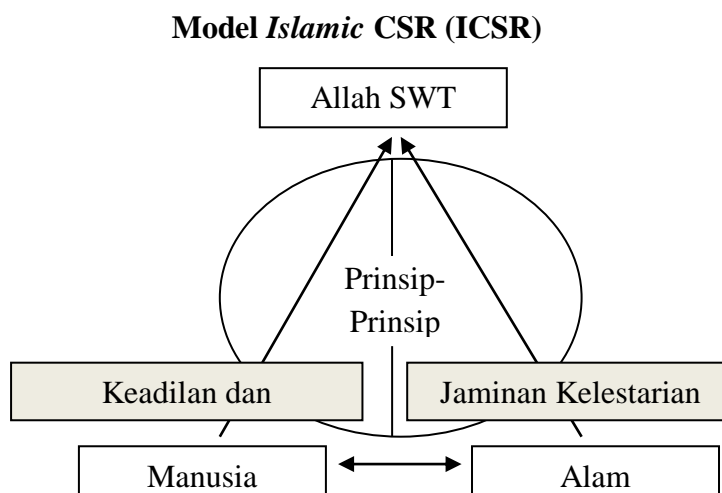 Model Islamic CSR (ICSR)
Allah SWT
Prinsip-
Prinsip
Keadilan dan
Jaminan Kelestarian
Manusia
Alam